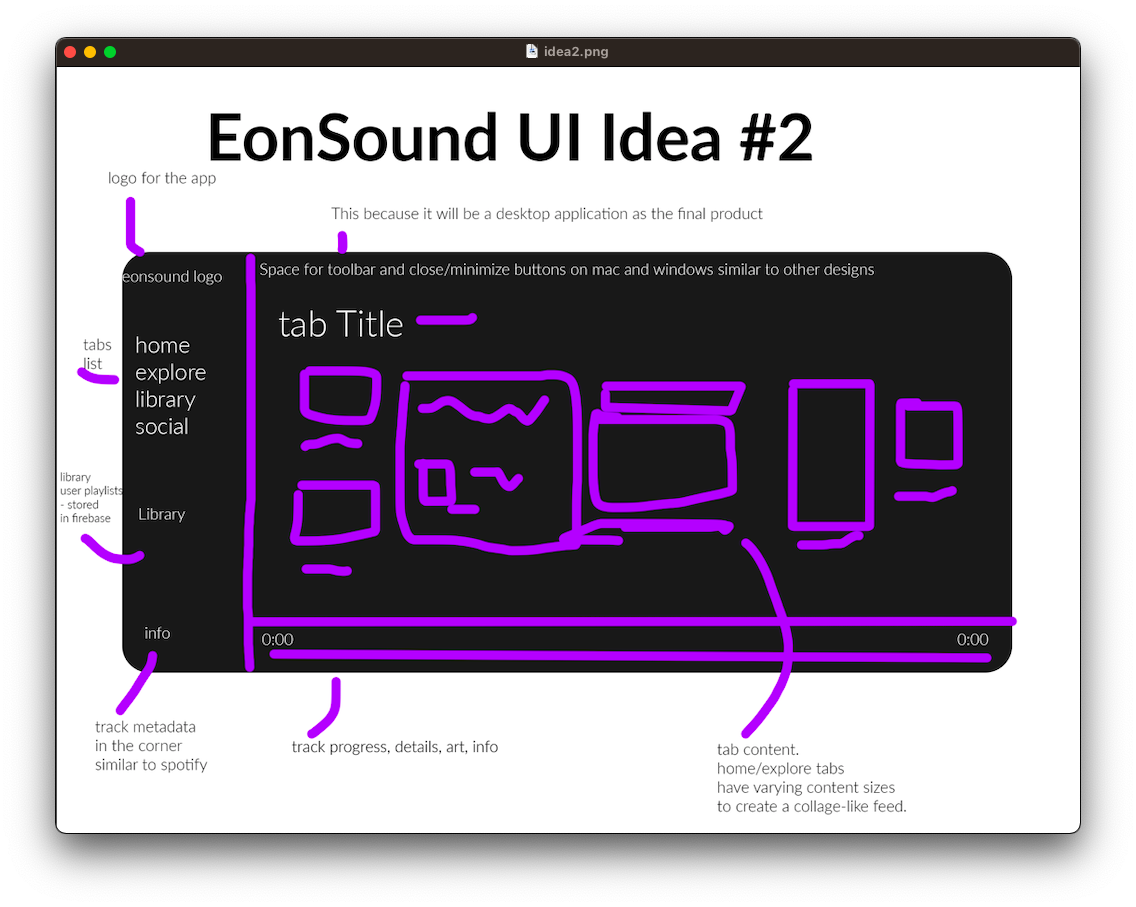 idea2.png
EonSound UI Idea #2
logo for the app
This because it will be a desktop application as the final product
eonsound logo
Space for toolbar and close/minimize buttons on mac and windows similar to other designs
tab Title
tabs
list
home
explore
library
social
library
user playlists
- stored
in firebase
Library
info
0:00
0:00
track metadata
in the corner
similar to spotify
track progress, details, art, info
tab content.
home/explore tabs
have varying content sizes
to create a collage-like feed.